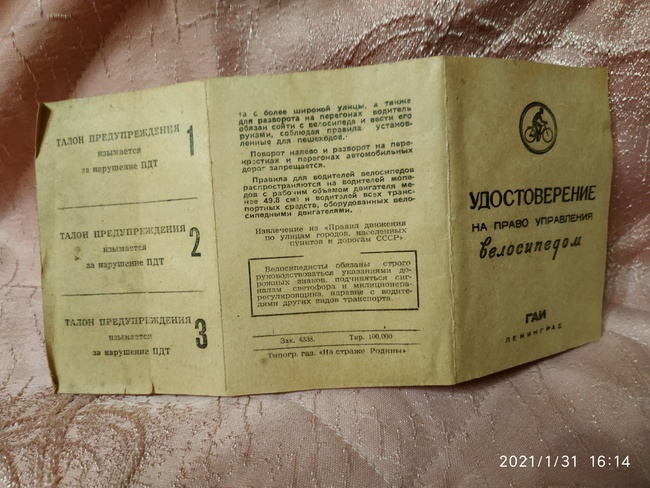 ТАЛОН ПРЕДУПРЕЖДЕНИЯ
изымается
за нарушение ПДТ
1
ТАЛОН ПРЕДУПРЕЖДЕНИЯ
изымается
за нарушение ПДТ
2
ТАЛОН ПРЕДУПРЕЖДЕНИЯ
изымается
за нарушение ПДТ
3
та с более широкой улицы, а также
для разворота на перегонах водитель
обязан сойти с велосипеда и вести его
руками, соблюдая правила установ-
ленные для пешеходов.
Поворот налево и разворот на пере-
крестках и перегонах автомобильных
дорог запрещается.
Правила для водителей велосипедов
распространяются на водителей мопе-
дов с рабочим объемом двигателя ме-
нее 49.8 см³ и водителей всех транс-
портных средств, оборудованных вело-
сипедными двигателями.
Извлечение из «Правил движения
по улицам городов, населенных
пунктов и дорогам СССР»
Велосипедисты обязаны строго
руководствоваться указаниями до-
рожных знаков, подчиняться сиг-
налам светофора и милиционера-
регулировщика, наравне с водите-
лями других видов транспорта
Зак. 4338. Тир. 100.000
Типогр. газ. «На страже Родины»
УДОСТОВЕРЕНИЕ
НА ПРАВО УПРАВЛЕНИЯ
велосипедом
ГАИ
ЛЕНИНГРАД
2021/1/31 16:14